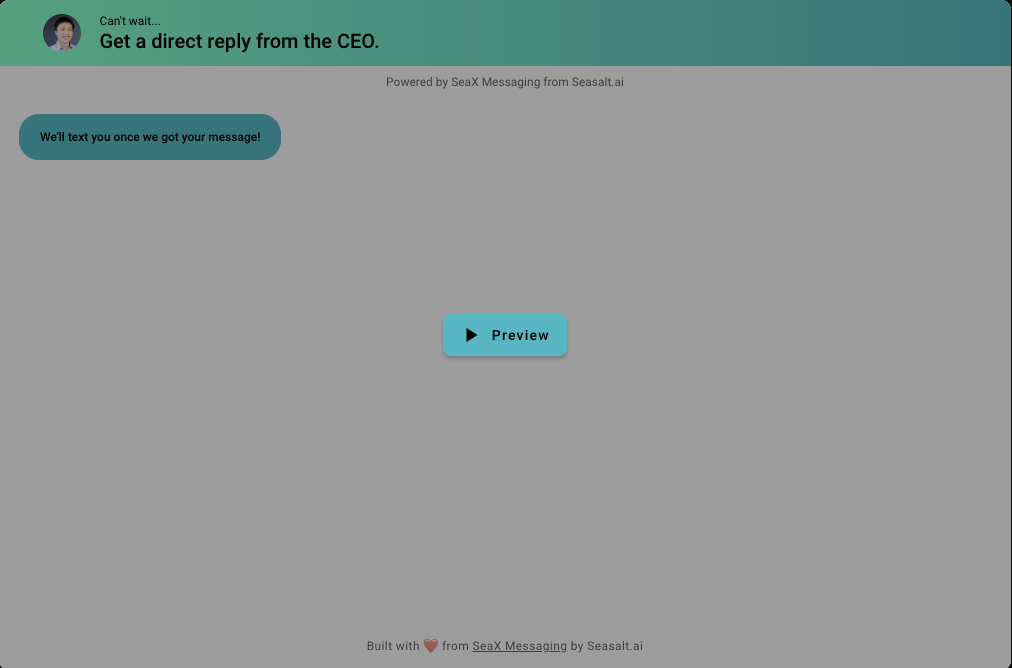 Can't wait...
Get a direct reply from the CEO.
Powered by SeaX Messaging from Seasalt.ai
We'll text you once we got your message!
Preview
Built with ❤️ from SeaX Messaging by Seasalt.ai